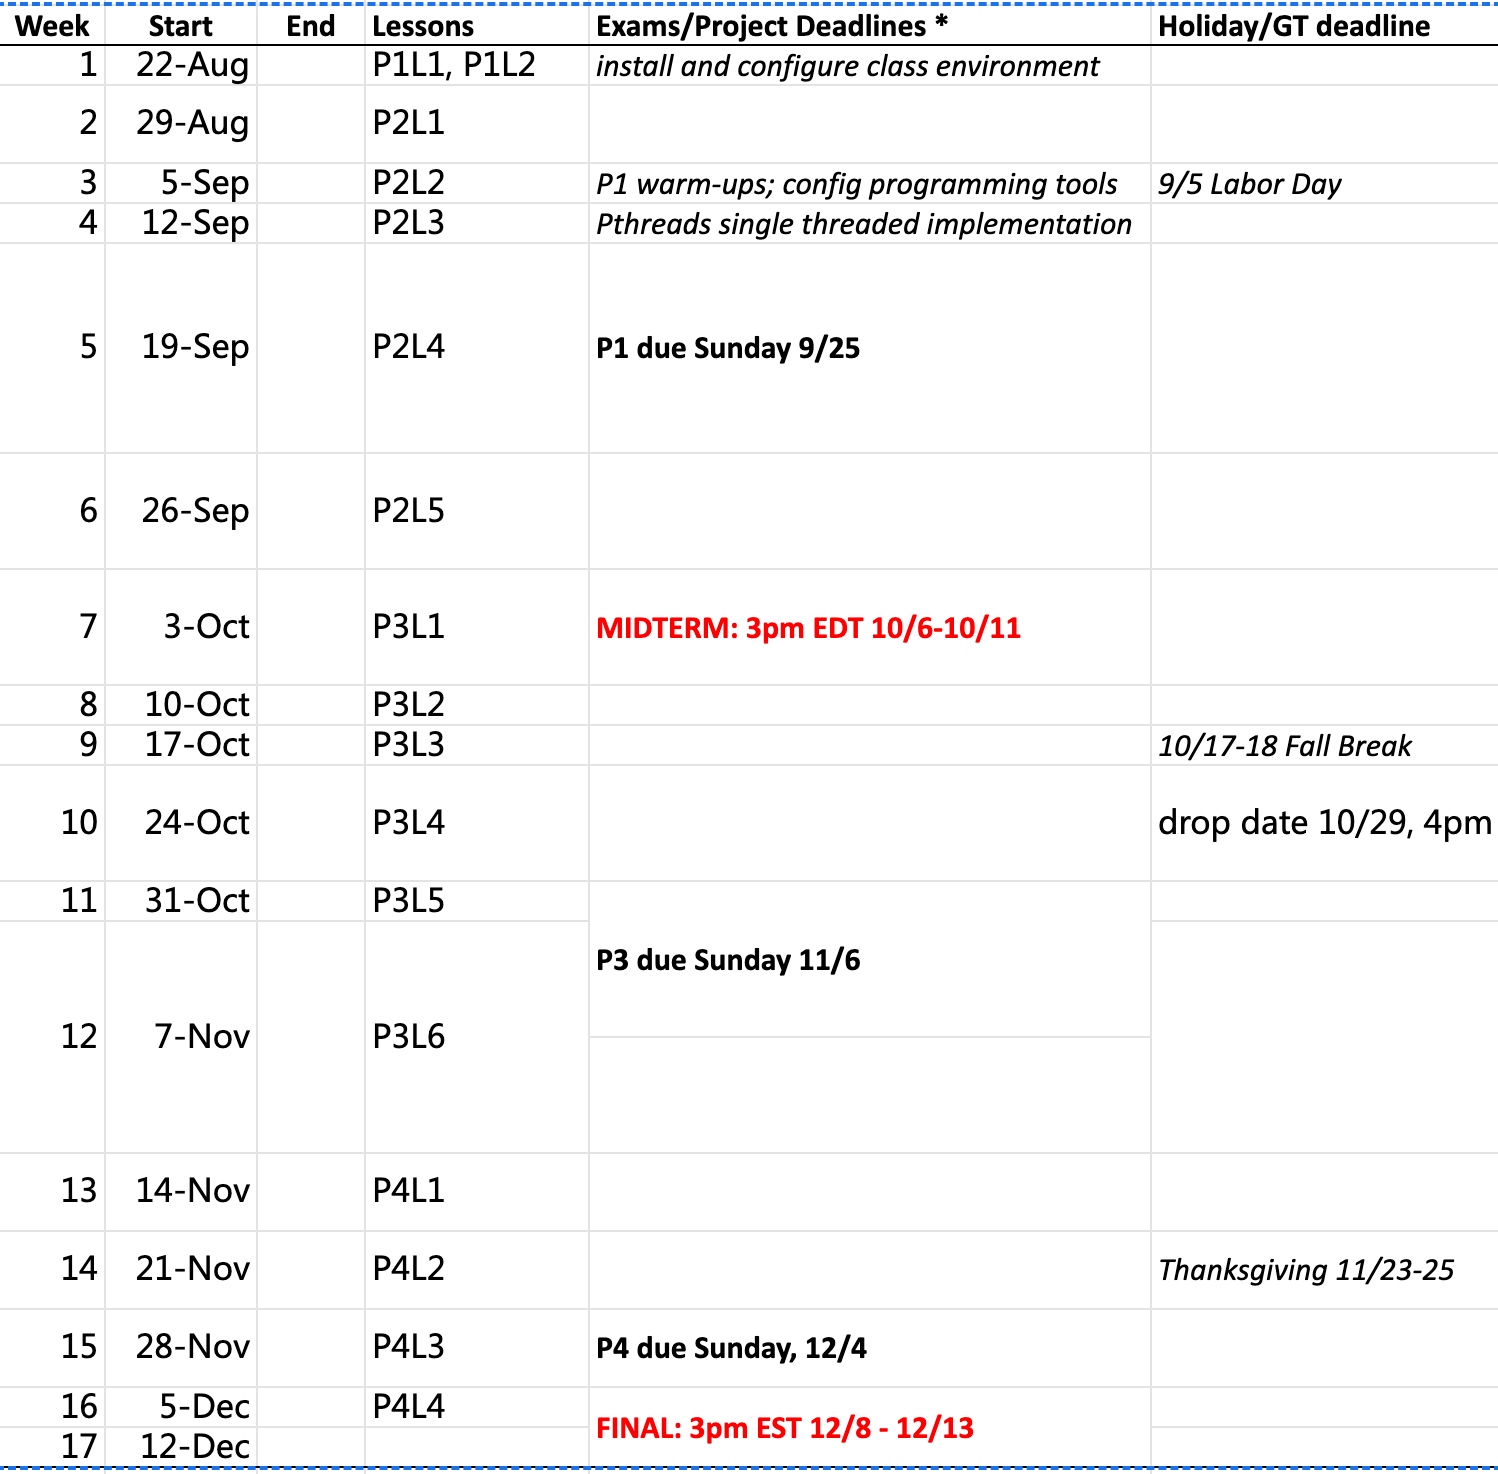 Week Start End Lessons Exams/Project Deadlines * Holiday/GT deadline
1 22-Aug P1L1, P1L2 install and configure class environment
2 29-Aug P2L1
3 5-Sep P2L2 P1 warm-ups; config programming tools 9/5 Labor Day
4 12-Sep P2L3 Pthreads single threaded implementation
5 19-Sep P2L4 P1 due Sunday 9/25
6 26-Sep P2L5
7 3-Oct P3L1 MIDTERM: 3pm EDT 10/6-10/11
8 10-Oct P3L2
9 17-Oct P3L3 10/17-18 Fall Break
10 24-Oct P3L4 drop date 10/29, 4pm
11 31-Oct P3L5
P3 due Sunday 11/6
12 7-Nov P3L6
13 14-Nov P4L1
14 21-Nov P4L2 Thanksgiving 11/23-25
15 28-Nov P4L3 P4 due Sunday, 12/4
16 5-Dec P4L4
FINAL: 3pm EST 12/8 - 12/13
17 12-Dec